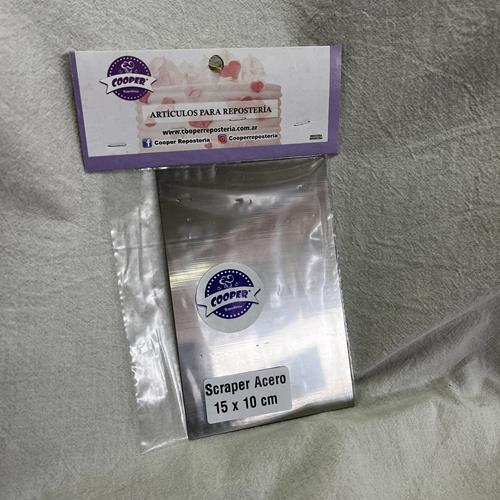 COOPER
ARTÍCULOS PARA REPOSTERÍA
www.cooperreposteria.com.ar
Cooper Reposteria
Cooperreposteria
COOPER
Scraper Acero
15 x 10 cm